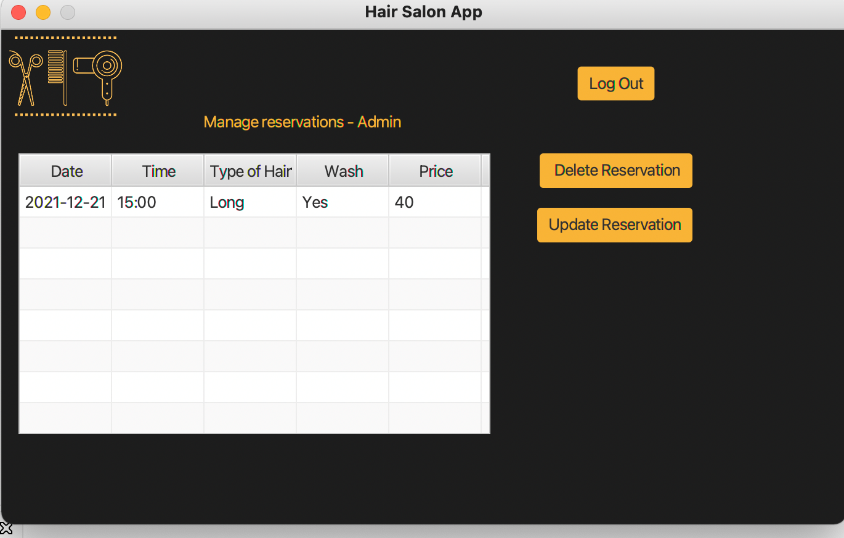 Hair Salon App
Log Out
Manage reservations - Admin
Date Time Type of Hair Wash Price
2021-12-21 15:00 Long Yes 40
Delete Reservation
Update Reservation